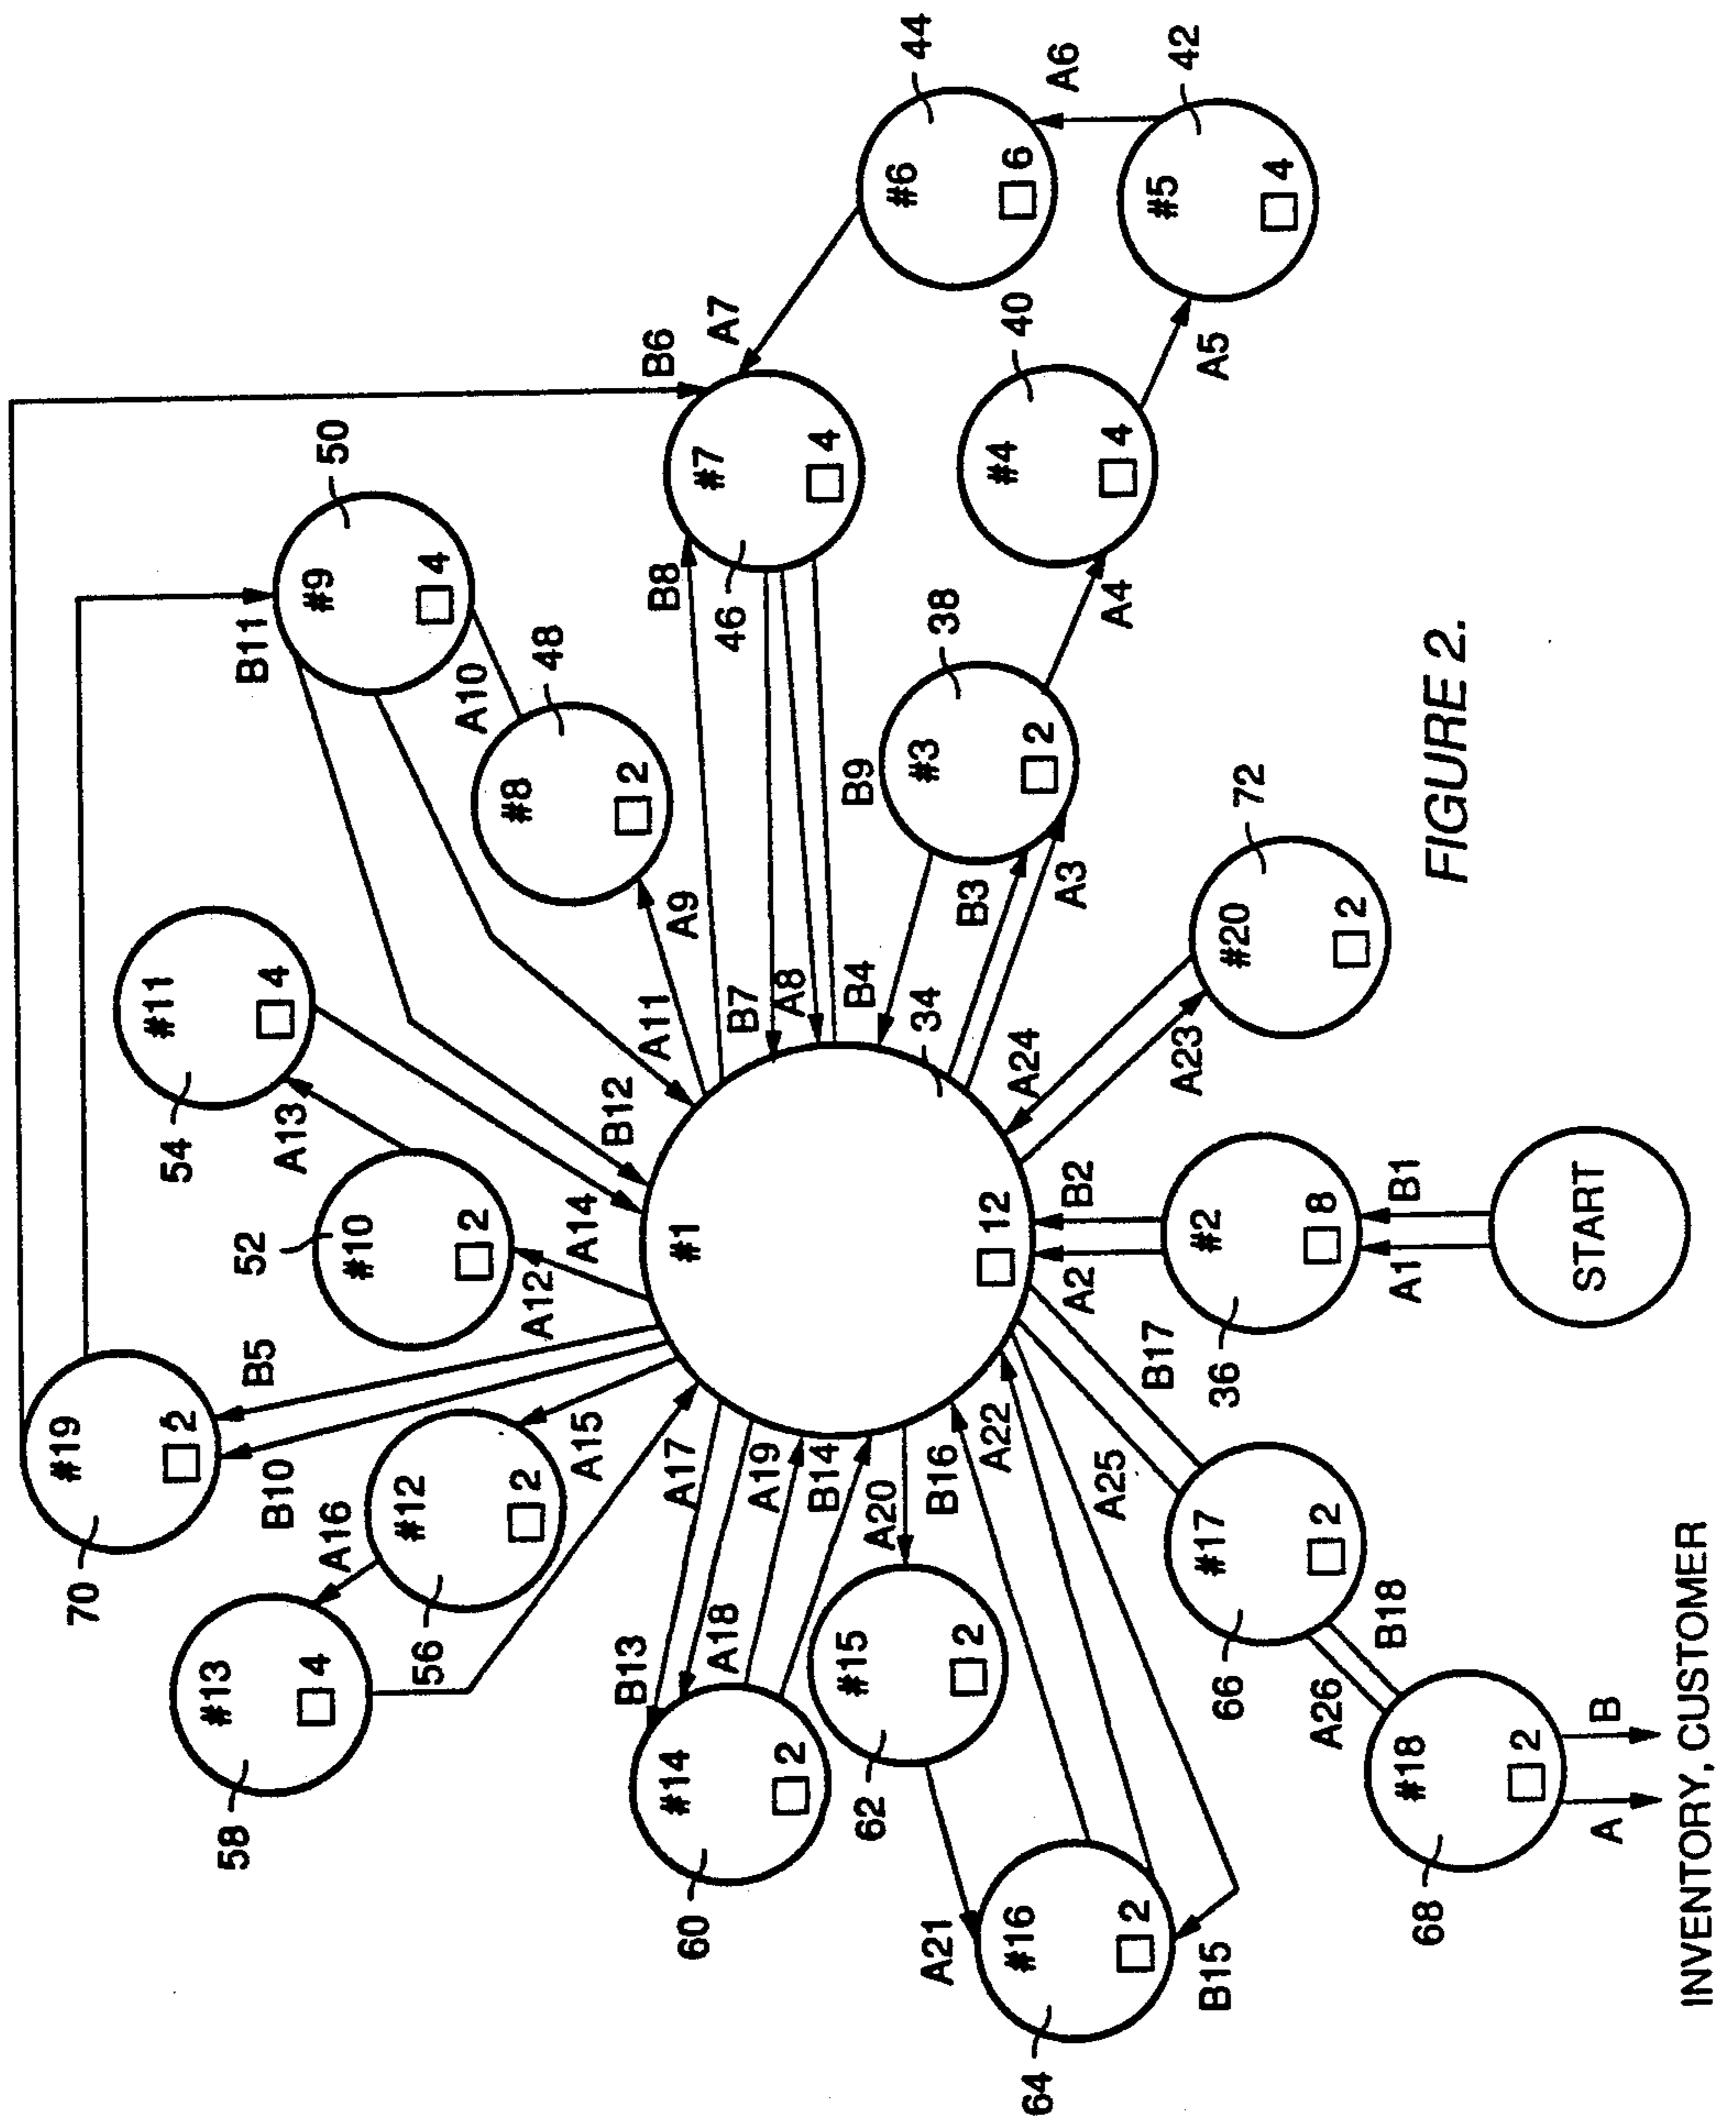 70
#19
□ 2
B5
B10
54
#11
□ 4
A13
52
#10
□ 2
A12
A14
B11
#9
□ 4
50
A10
#8
□ 2
48
A9
A11
B12
58
#13
□ 4
A16
56
#12
□ 2
A15
B6
A7
#7
□ 4
46
B8
B7
A8
#6
□ 6
44
A6
#5
□ 4
42
A5
#4
□ 4
40
A4
B9
#3
□ 2
38
B4
B3
A3
34
#1
□ 12
60
#14
□ 2
B13
A18
A17
A19
B14
62
#15
□ 2
A20
B16
A22
64
#16
□ 2
A21
B15
A24
A23
#20
□ 2
72
B2
A2
36
#2
□ 8
B1
A1
START
B17
A25
66
#17
□ 2
B18
A26
68
#18
□ 2
A
B
INVENTORY, CUSTOMER
FIGURE 2.